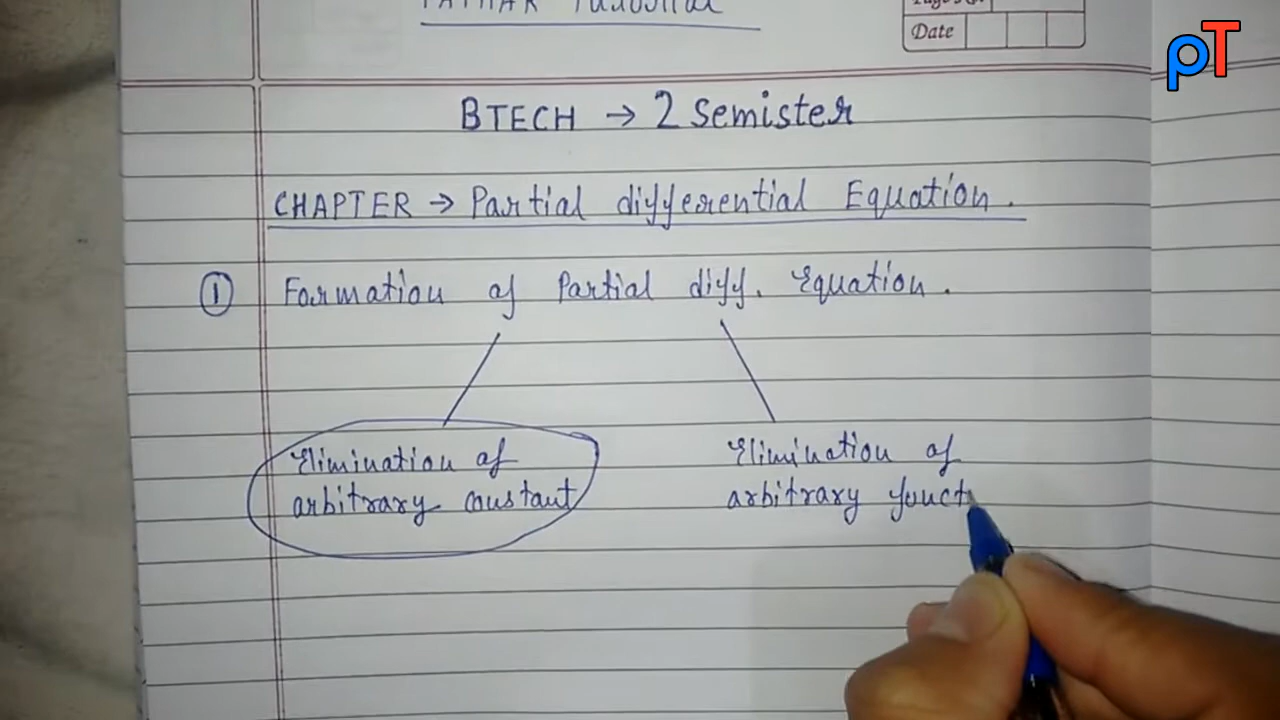 Date
pT
BTECH → 2 Semister
CHAPTER → Partial differential Equation.
① Formation of Partial diff. Equation.
Elimination of
arbitrary constant
Elimination of
arbitrary funct